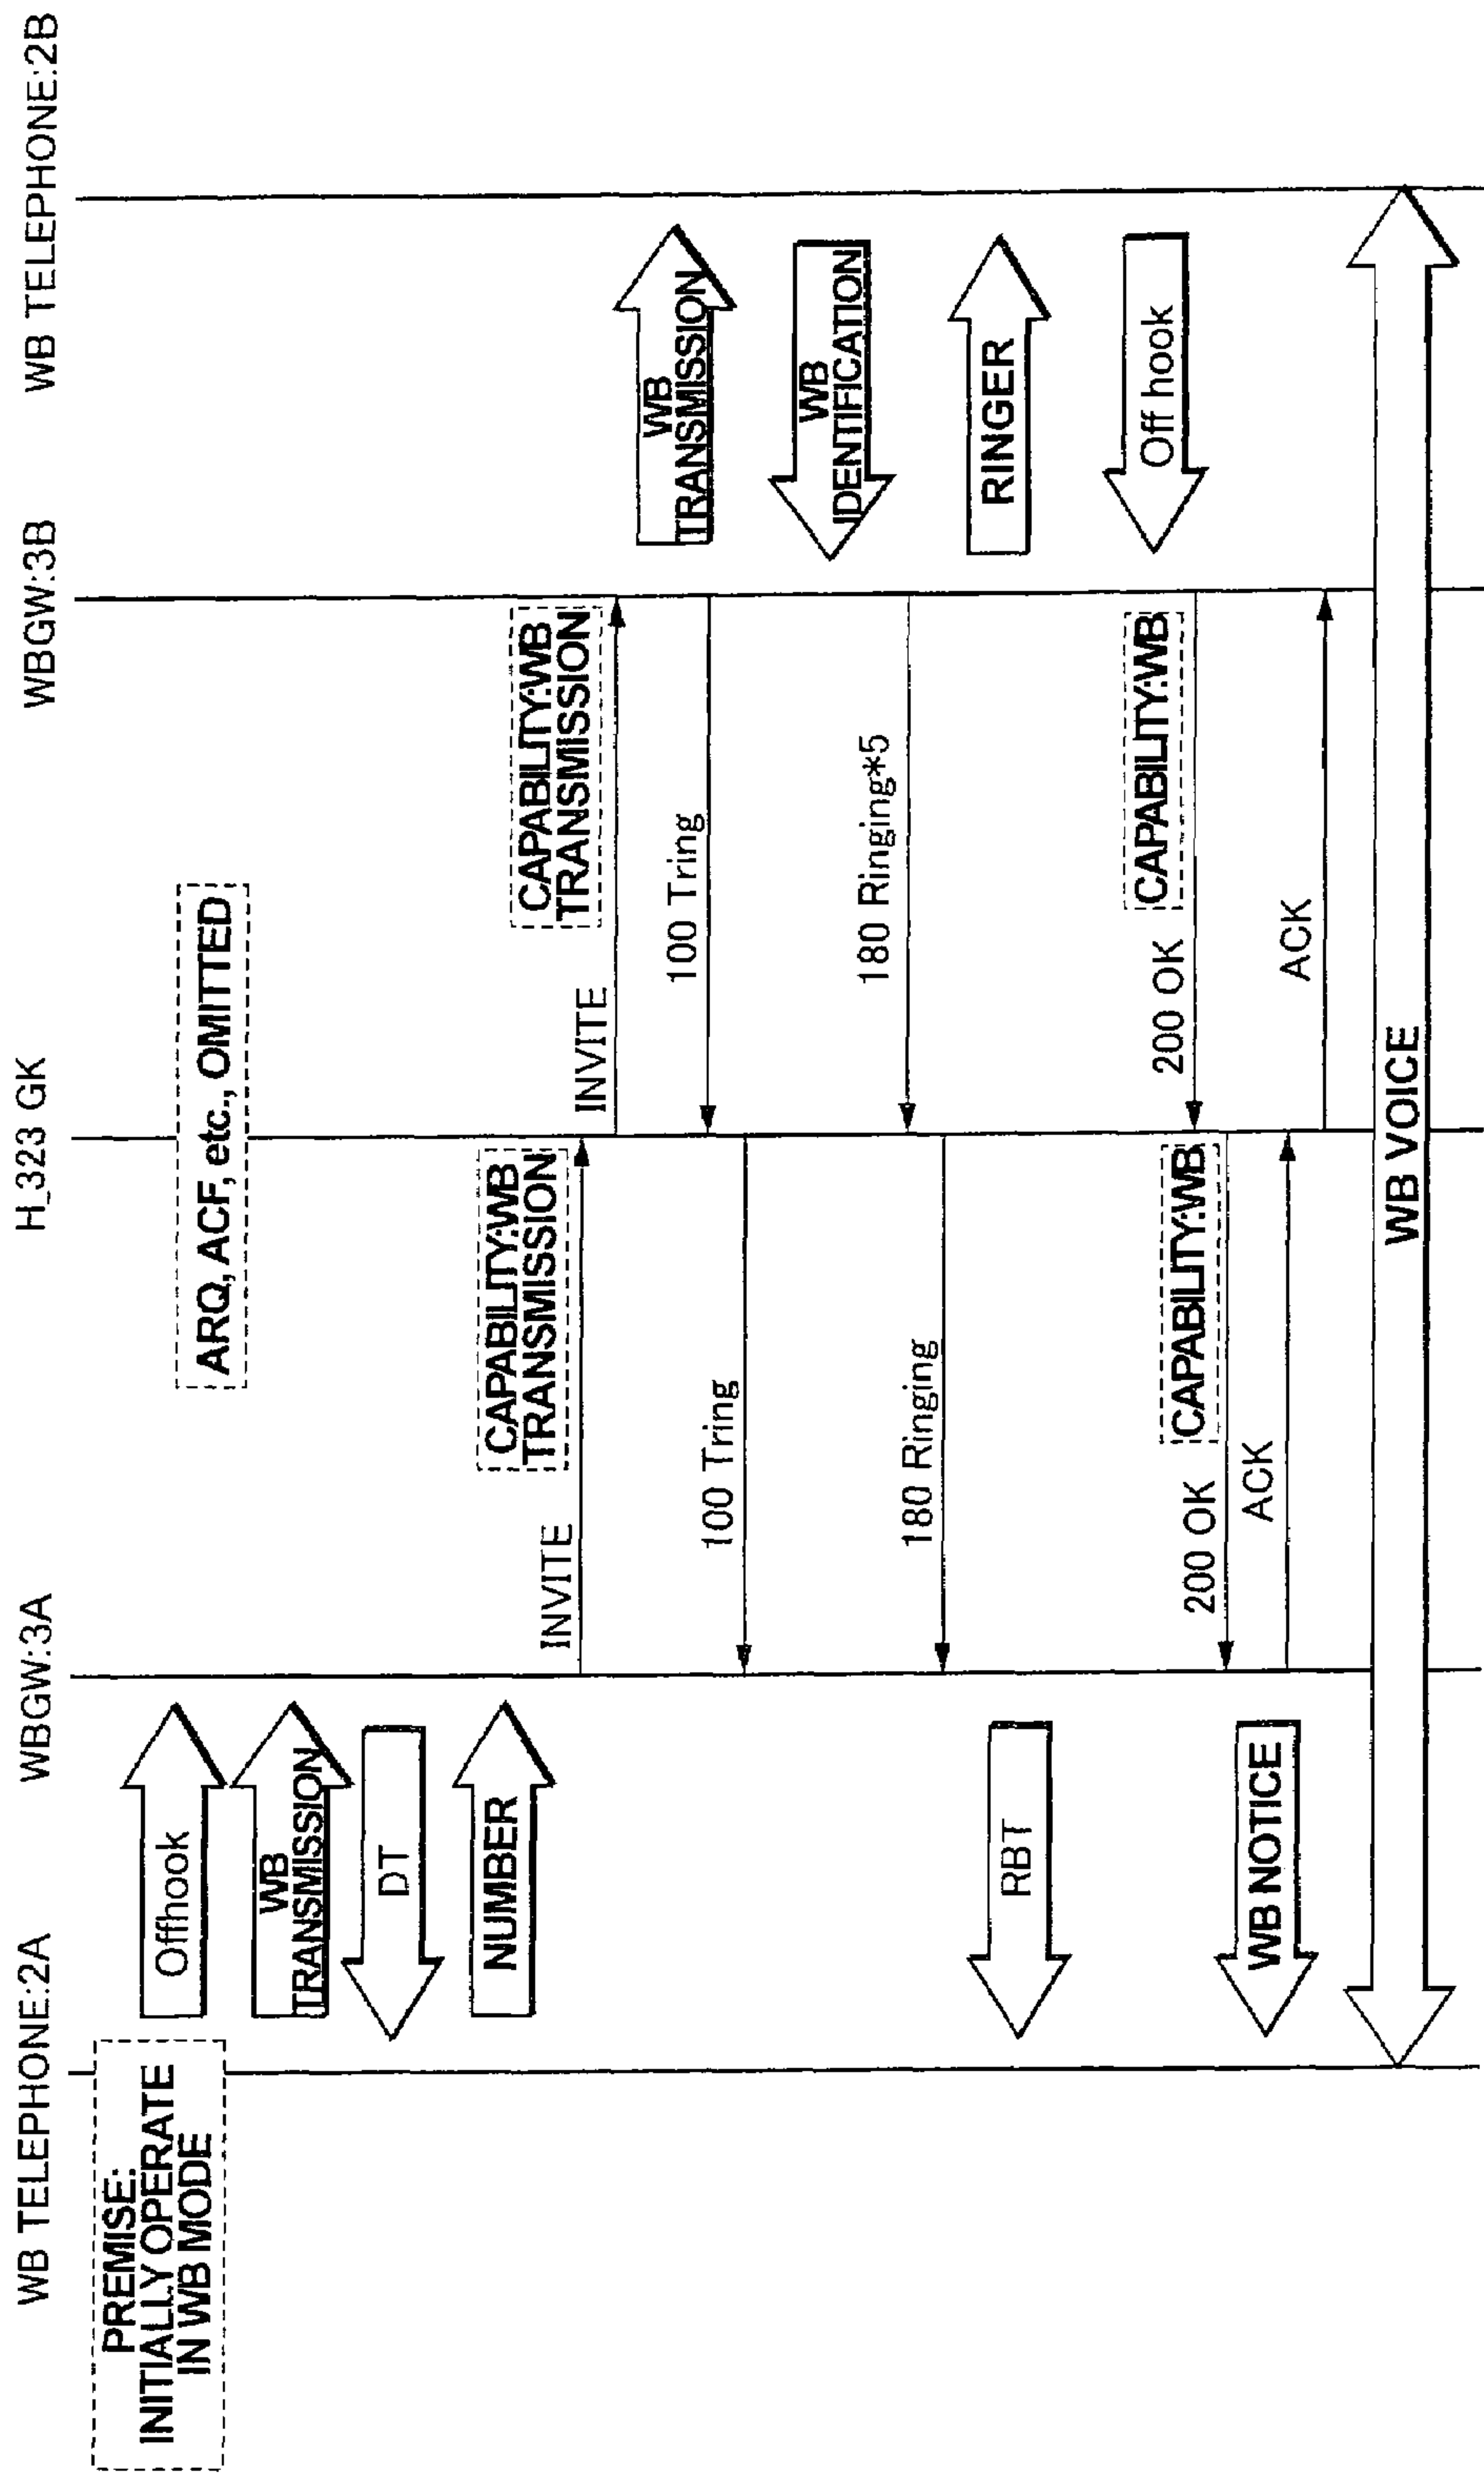 WB TELEPHONE:2A
WBGW:3A
H_323 GK
WBGW:3B
WB TELEPHONE:2B
PREMISE:
INITIALLY OPERATE
IN WB MODE
Offhook
ARQ, ACF, etc., OMITTED
WB
TRANSMISSION
DT
NUMBER
CAPABILITY:WB
TRANSMISSION
INVITE
CAPABILITY:WB
TRANSMISSION
INVITE
WB
TRANSMISSION
100 Tring
100 Tring
WB
IDENTIFICATION
180 Ringing*5
180 Ringing
RBT
RINGER
Off hook
CAPABILITY:WB
200 OK
CAPABILITY:WB
200 OK
WB NOTICE
ACK
ACK
WB VOICE